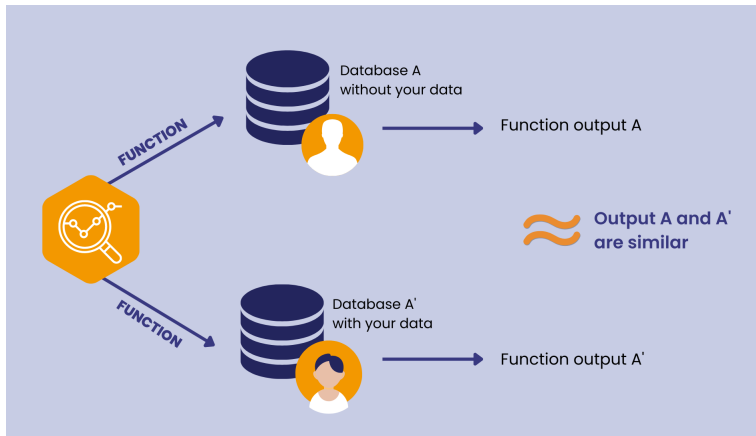 FUNCTION
Database A
without your data
Function output A
Output A and A'
are similar
FUNCTION
Database A'
with your data
Function output A'